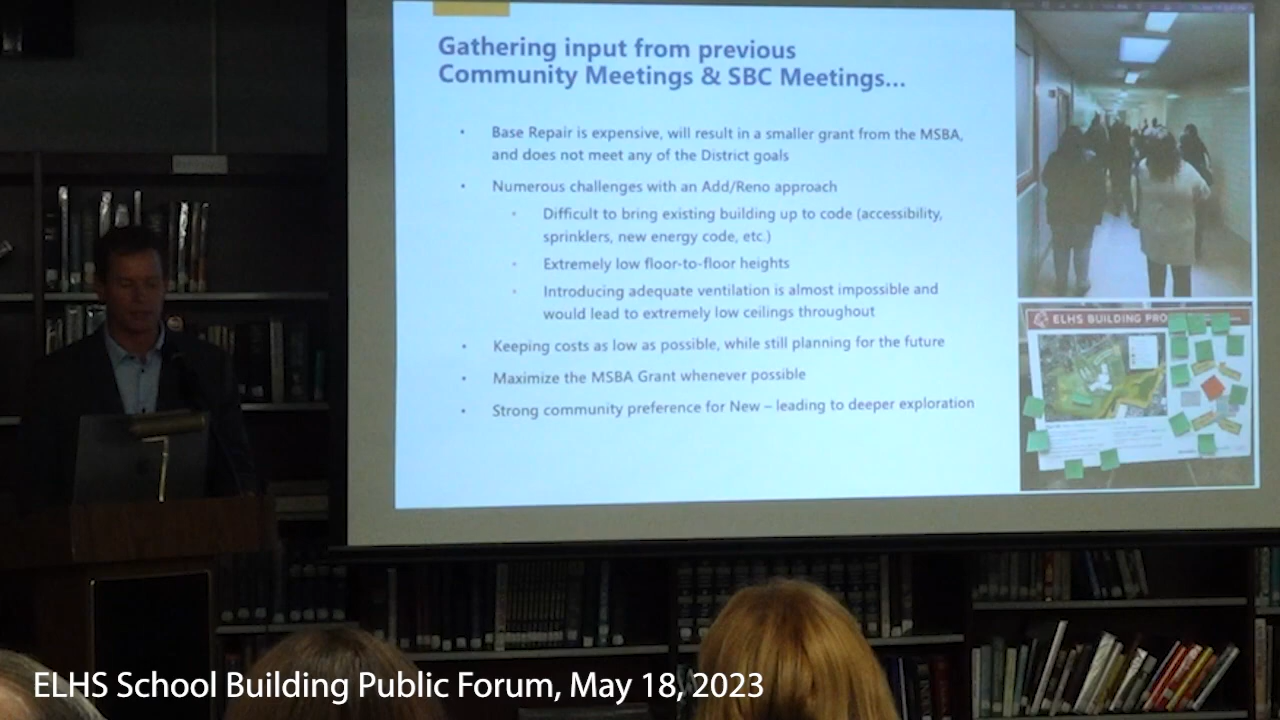 Gathering input from previous
Community Meetings & SBC Meetings...
• Base Repair is expensive, will result in a smaller grant from the MSBA,
and does not meet any of the District goals
• Numerous challenges with an Add/Reno approach
• Difficult to bring existing building up to code (accessibility,
sprinklers, new energy code, etc.)
• Extremely low floor-to-floor heights
• Introducing adequate ventilation is almost impossible and
would lead to extremely low ceilings throughout
• Keeping costs as low as possible, while still planning for the future
• Maximize the MSBA Grant whenever possible
• Strong community preference for New – leading to deeper exploration
ELHS BUILDING PRO
ELHS School Building Public Forum, May 18, 2023